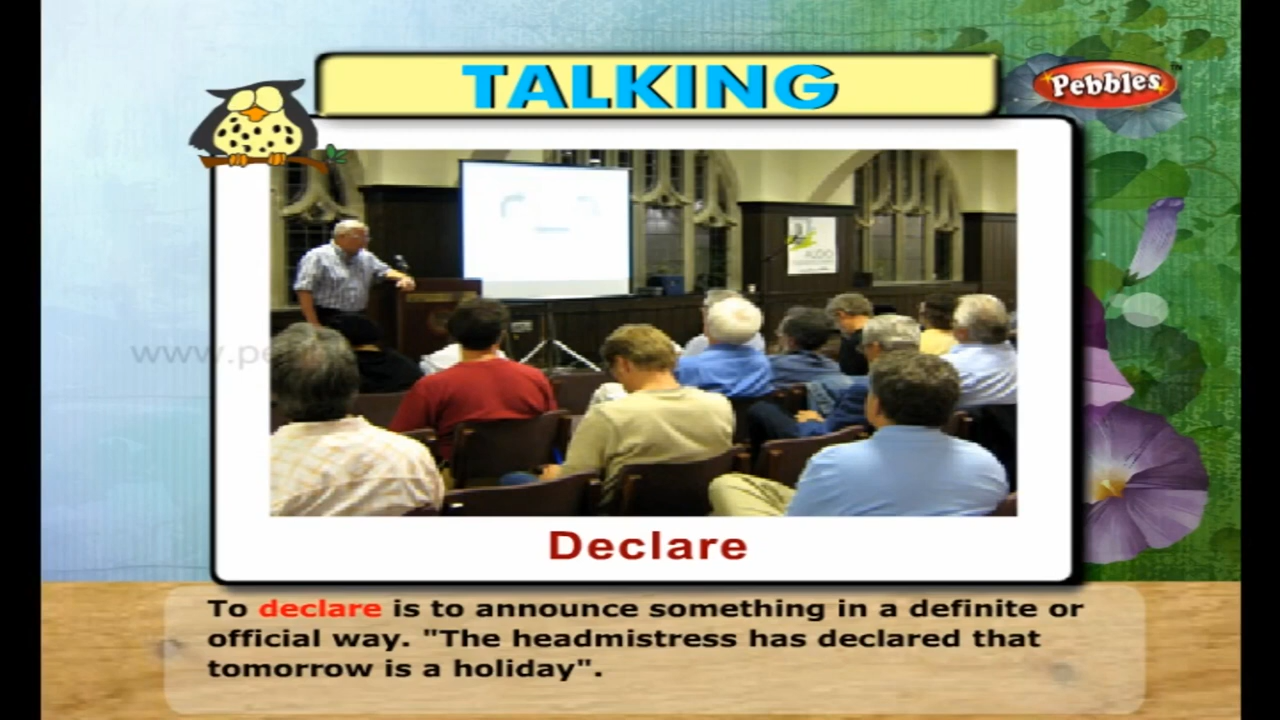 TALKING
Pebbles
AUDIO
Declare
To declare is to announce something in a definite or
official way. "The headmistress has declared that
tomorrow is a holiday".